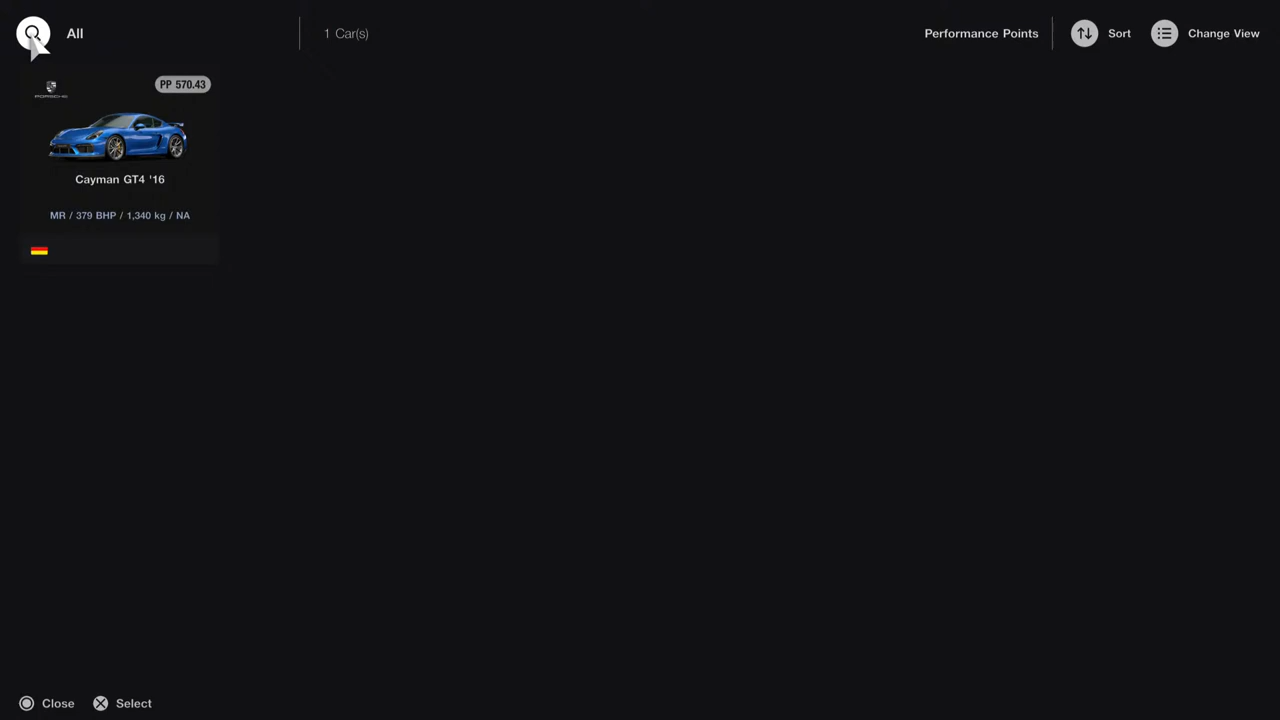 All
1 Car(s)
Performance Points
Sort
Change View
PORSCHE
PP 570.43
Cayman GT4 '16
MR / 379 BHP / 1,340 kg / NA
Close
Select